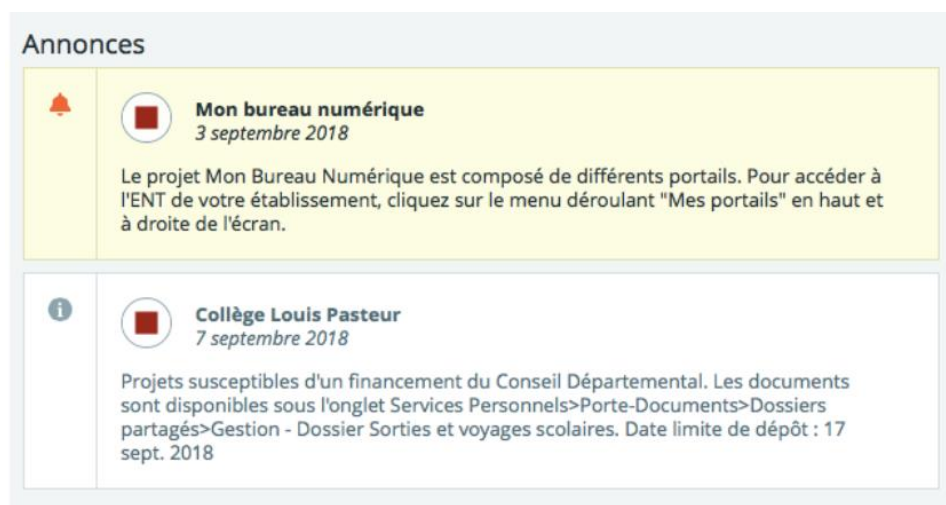 Annonces
Mon bureau numérique
3 septembre 2018
Le projet Mon Bureau Numérique est composé de différents portails. Pour accéder à
l'ENT de votre établissement, cliquez sur le menu déroulant "Mes portails" en haut et
à droite de l'écran.
Collège Louis Pasteur
7 septembre 2018
Projets susceptibles d'un financement du Conseil Départemental. Les documents
sont disponibles sous l'onglet Services Personnels>Porte-Documents>Dossiers
partagés>Gestion - Dossier Sorties et voyages scolaires. Date limite de dépôt : 17
sept. 2018